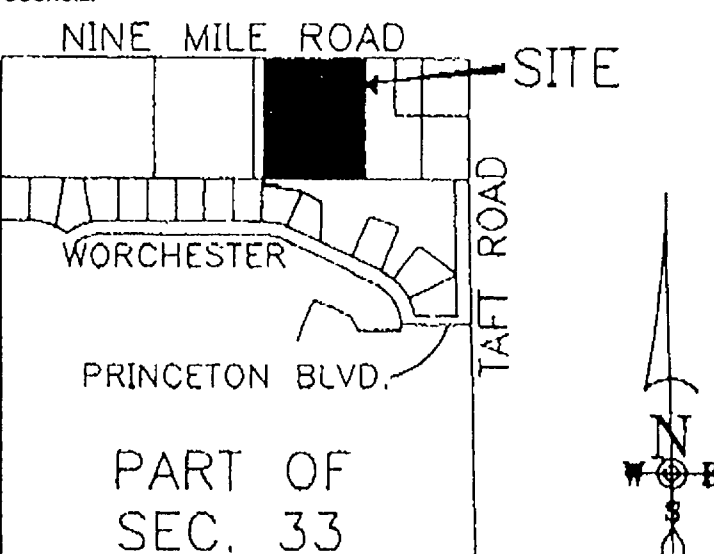 NINE MILE ROAD
SITE
TAFT ROAD
WORCHESTER
PRINCETON BLVD.
PART OF
SEC. 33
N
W
E
S